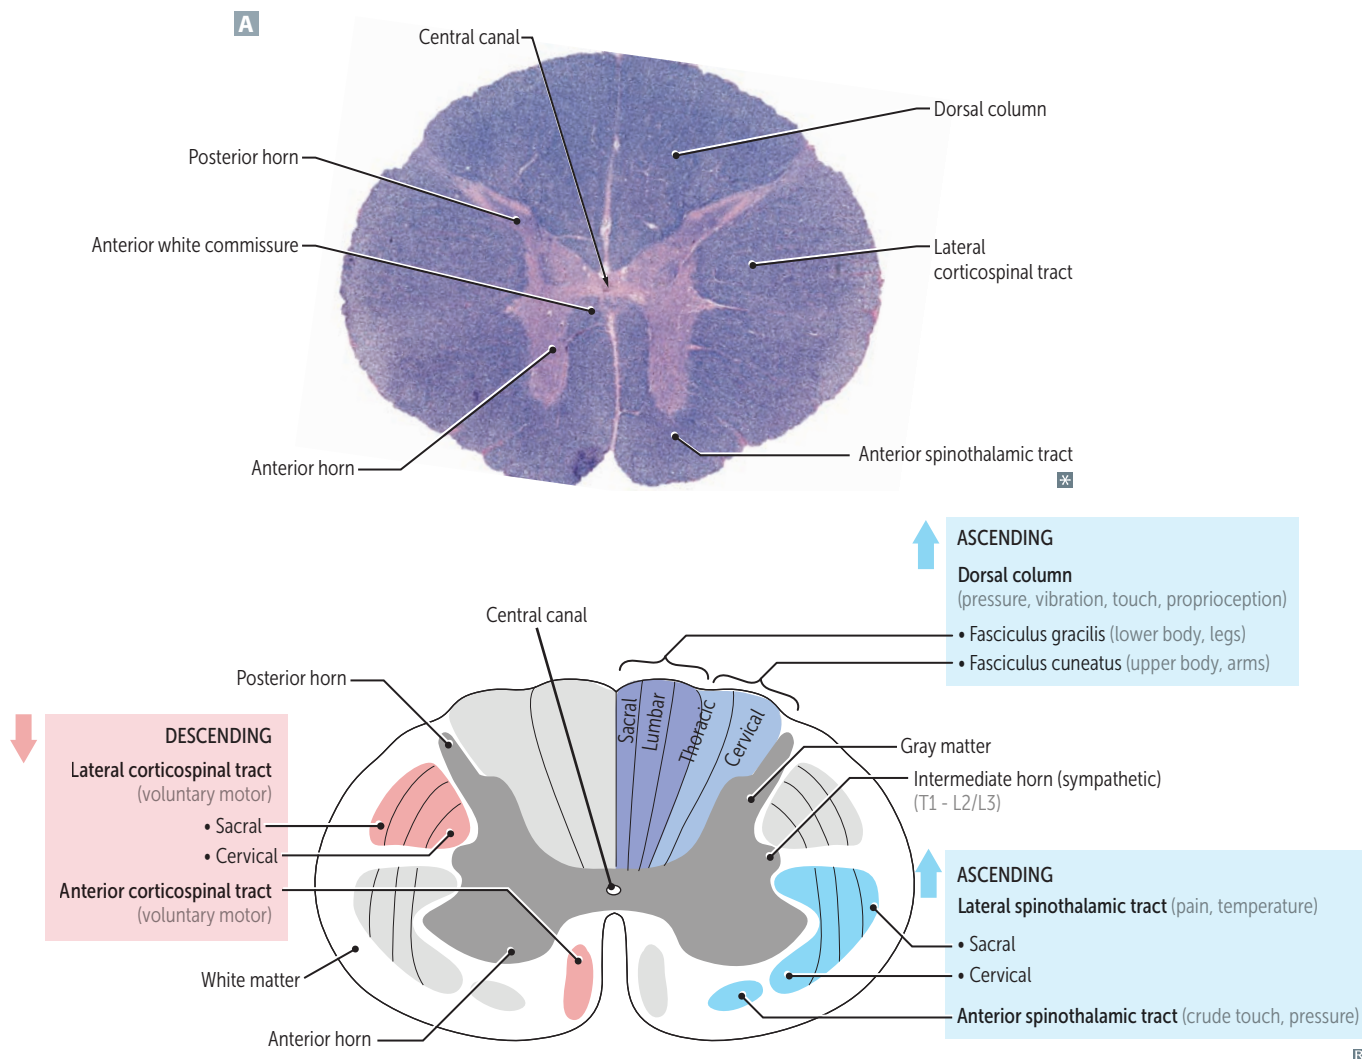 A
Central canal
Dorsal column
Posterior horn
Anterior white commissure
Lateral
corticospinal tract
Anterior horn
Anterior spinothalamic tract
ASCENDING
Dorsal column
(pressure, vibration, touch, proprioception)
• Fasciculus gracilis (lower body, legs)
• Fasciculus cuneatus (upper body, arms)
Central canal
Posterior horn
Sacral
Lumbar
Thoracic
Cervical
DESCENDING
Lateral corticospinal tract
(voluntary motor)
• Sacral
• Cervical
Anterior corticospinal tract
(voluntary motor)
Gray matter
Intermediate horn (sympathetic)
(T1 - L2/L3)
ASCENDING
Lateral spinothalamic tract (pain, temperature)
• Sacral
• Cervical
Anterior spinothalamic tract (crude touch, pressure)
White matter
Anterior horn